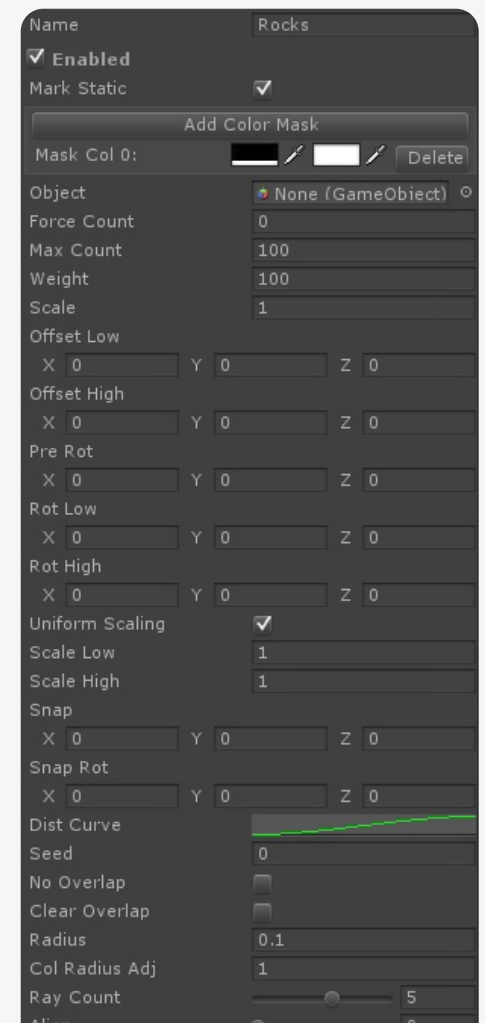 Name Rocks
Enabled
Mark Static
Add Color Mask
Mask Col 0: Delete
Object None (GameObject)
Force Count 0
Max Count 100
Weight 100
Scale 1
Offset Low
X 0 Y 0 Z 0
Offset High
X 0 Y 0 Z 0
Pre Rot
X 0 Y 0 Z 0
Rot Low
X 0 Y 0 Z 0
Rot High
X 0 Y 0 Z 0
Uniform Scaling
Scale Low 1
Scale High 1
Snap
X 0 Y 0 Z 0
Snap Rot
X 0 Y 0 Z 0
Dist Curve
Seed 0
No Overlap
Clear Overlap
Radius 0.1
Col Radius Adj 1
Ray Count 5